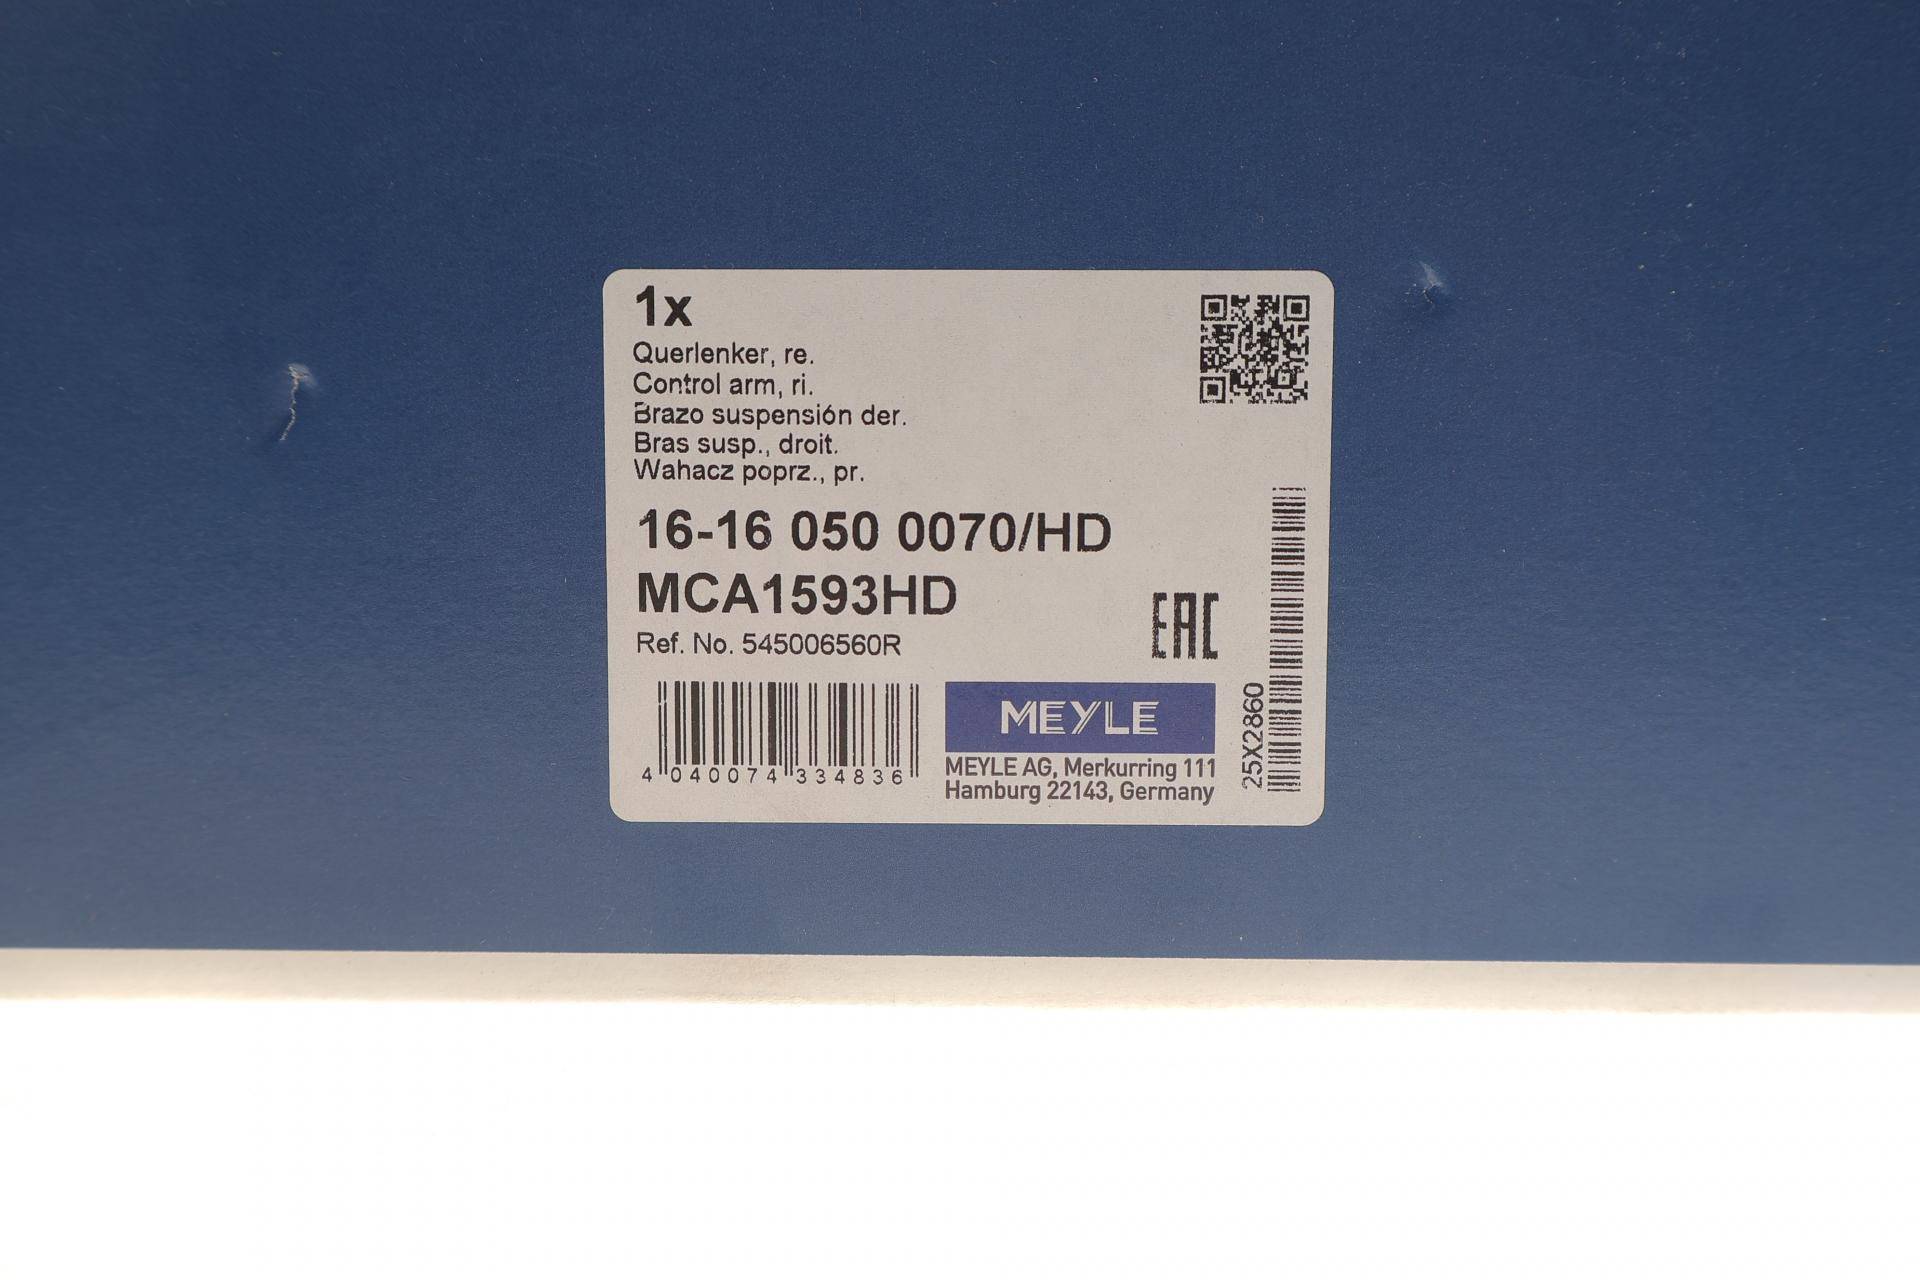 1x
Querlenker, re.
Control arm, ri.
Brazo suspensión der.
Bras susp., droit.
Wahacz poprz., pr.
16-16 050 0070/HD
MCA1593HD
Ref. No. 545006560R
EAC
4 040074 334836
MEYLE
MEYLE AG, Merkurring 111
Hamburg 22143, Germany
25X2860